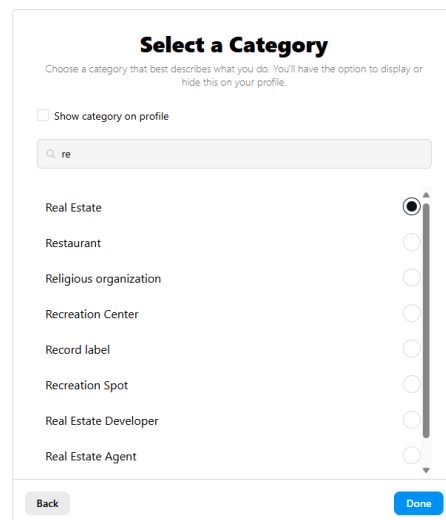 Select a Category
Choose a category that best describes what you do. You'll have the option to display or
hide this on your profile.
Show category on profile
re
Real Estate
Restaurant
Religious organization
Recreation Center
Record label
Recreation Spot
Real Estate Developer
Real Estate Agent
Back
Done